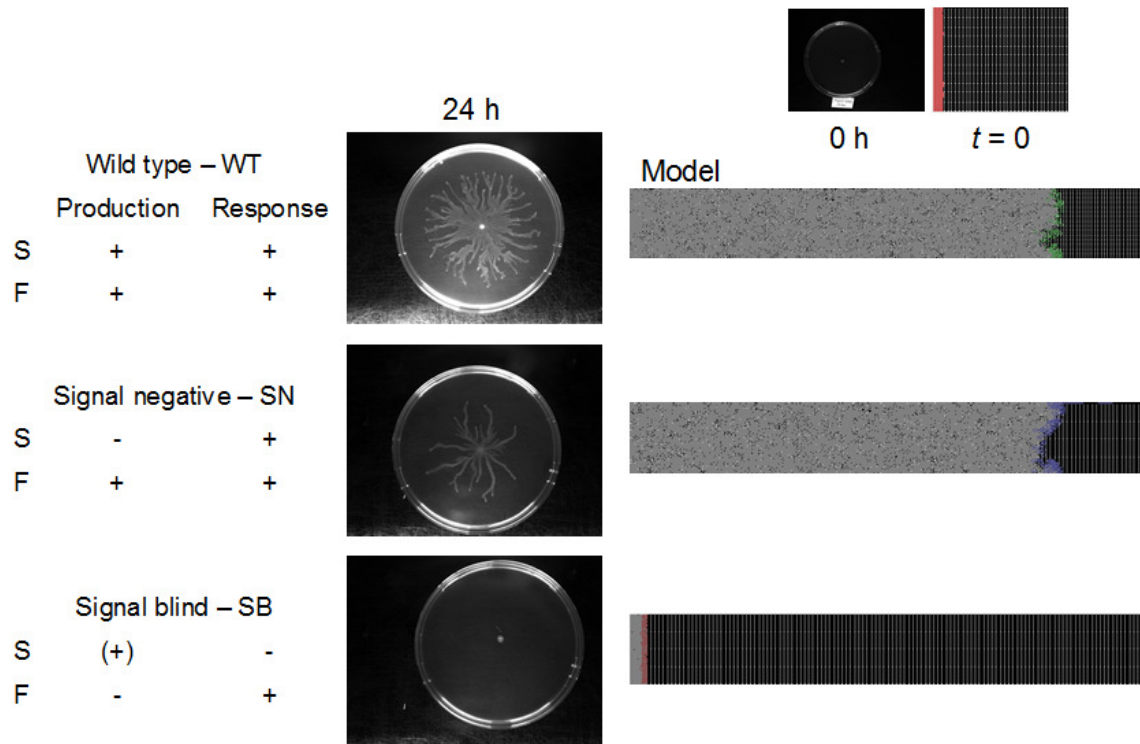 24 h
0 h
t = 0
Wild type – WT
Model
Production Response
S + +
F + +
Signal negative – SN
S - +
F + +
Signal blind – SB
S (+) -
F - +